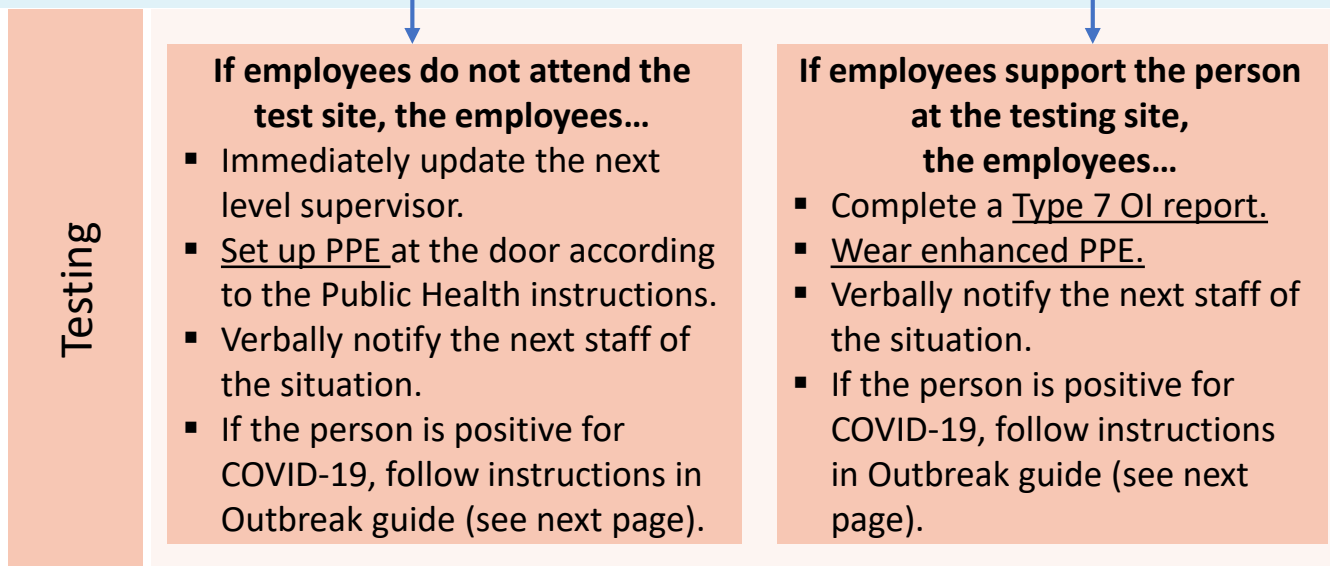 Testing
If employees do not attend the
test site, the employees…
▪ Immediately update the next
level supervisor.
▪ Set up PPE at the door according
to the Public Health instructions.
▪ Verbally notify the next staff of
the situation.
▪ If the person is positive for
COVID-19, follow instructions in
Outbreak guide (see next page).
If employees support the person
at the testing site,
the employees…
▪ Complete a Type 7 OI report.
▪ Wear enhanced PPE.
▪ Verbally notify the next staff of
the situation.
▪ If the person is positive for
COVID-19, follow instructions
in Outbreak guide (see next
page).